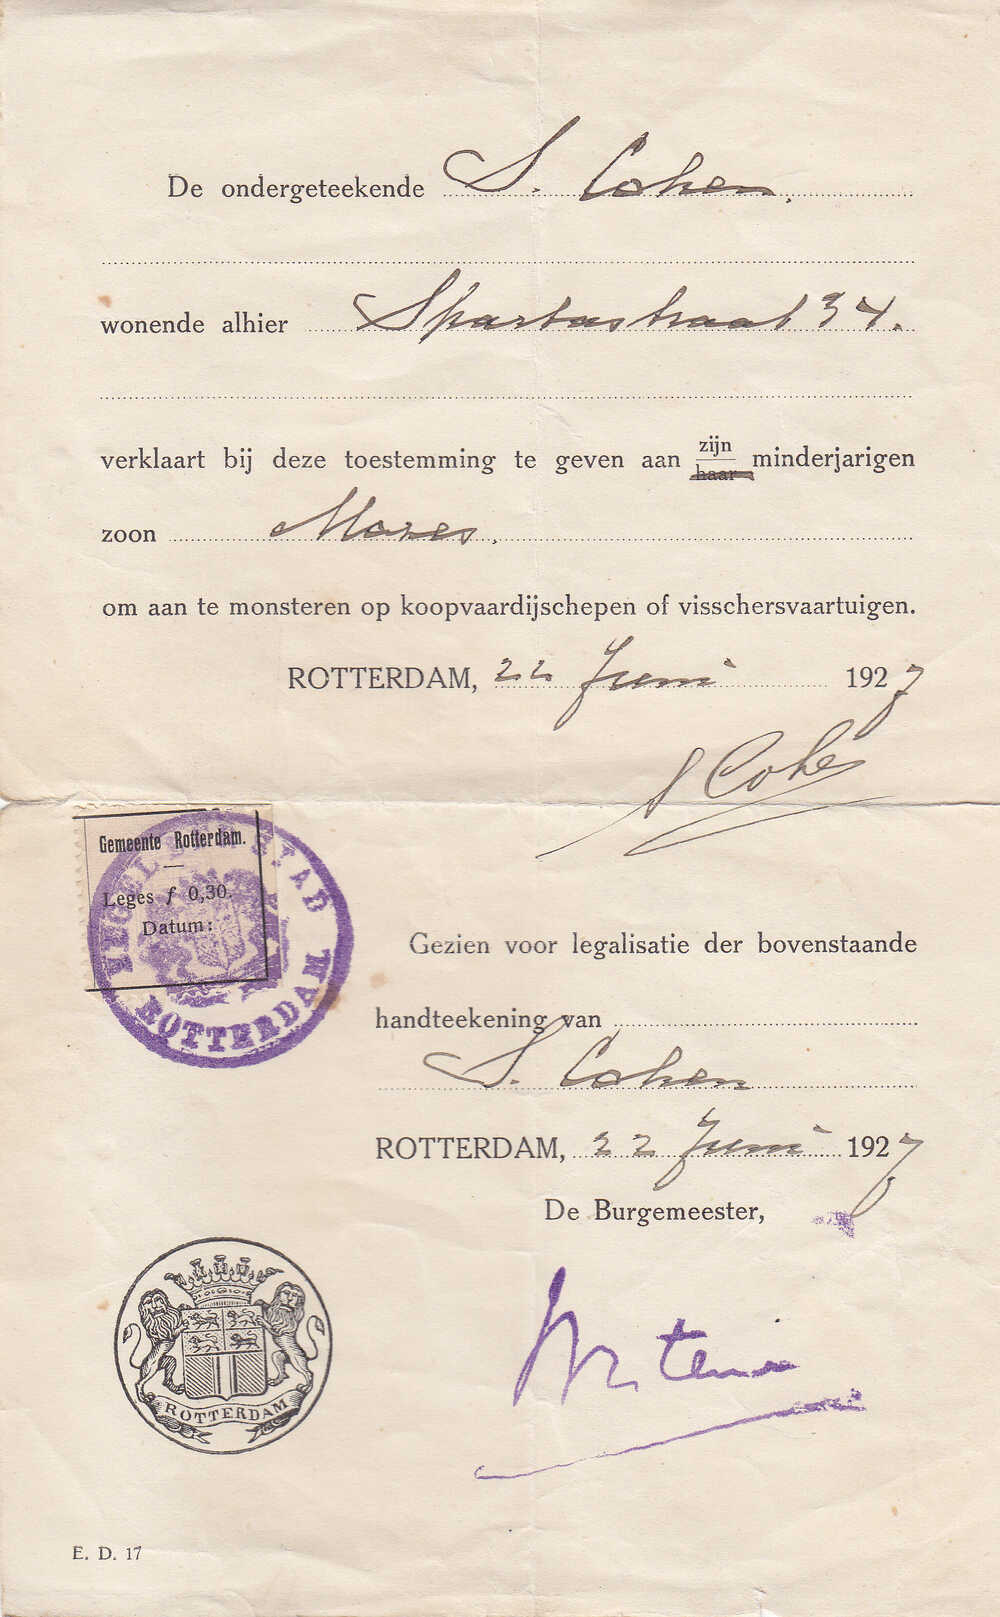 De ondergeteekende S. Cohen.
wonende alhier Spartastraat 34.
verklaart bij deze toestemming te geven aan zijn haar minderjarigen
zoon Mozes.
om aan te monsteren op koopvaardijschepen of visschersvaartuigen.
ROTTERDAM, 22 Juni 1927
S Cohen
Gemeente Rotterdam.
Leges f 0,30.
Datum:
ROTTERDAM
Gezien voor legalisatie der bovenstaande
handteekening van
S. Cohen
ROTTERDAM, 22 Juni 1927
De Burgemeester,
ROTTERDAM
E. D. 17